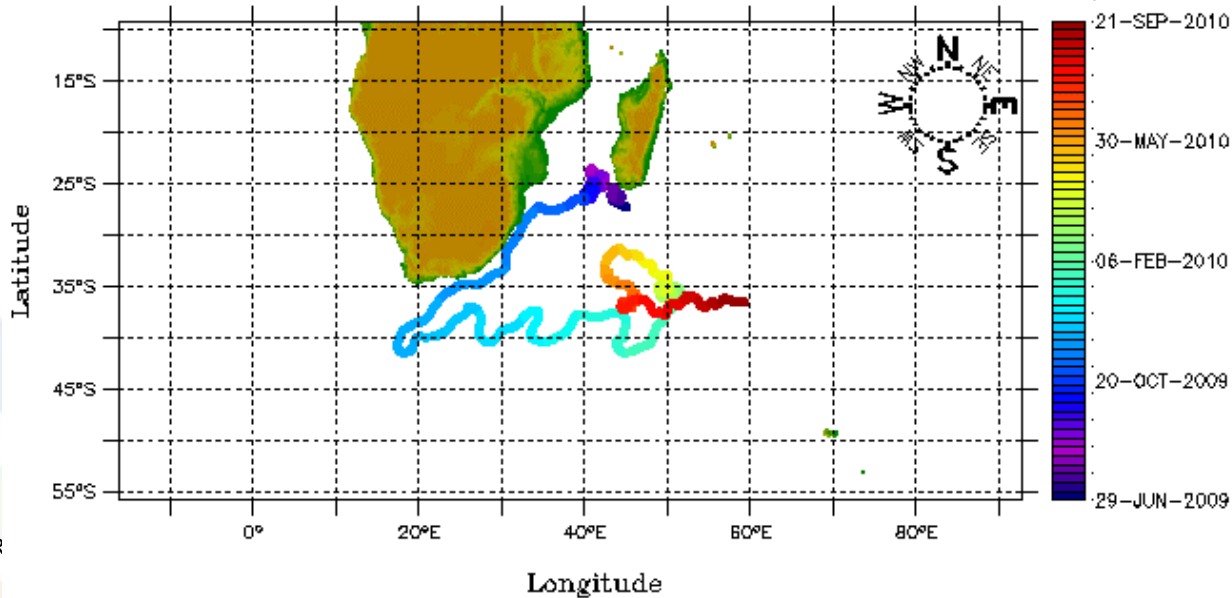 N
NW
NE
W
E
SW
SE
S
21-SEP-2010
30-MAY-2010
06-FEB-2010
20-OCT-2009
29-JUN-2009
15°S
25°S
35°S
45°S
55°S
Latitude
0°
20°E
40°E
60°E
80°E
Longitude